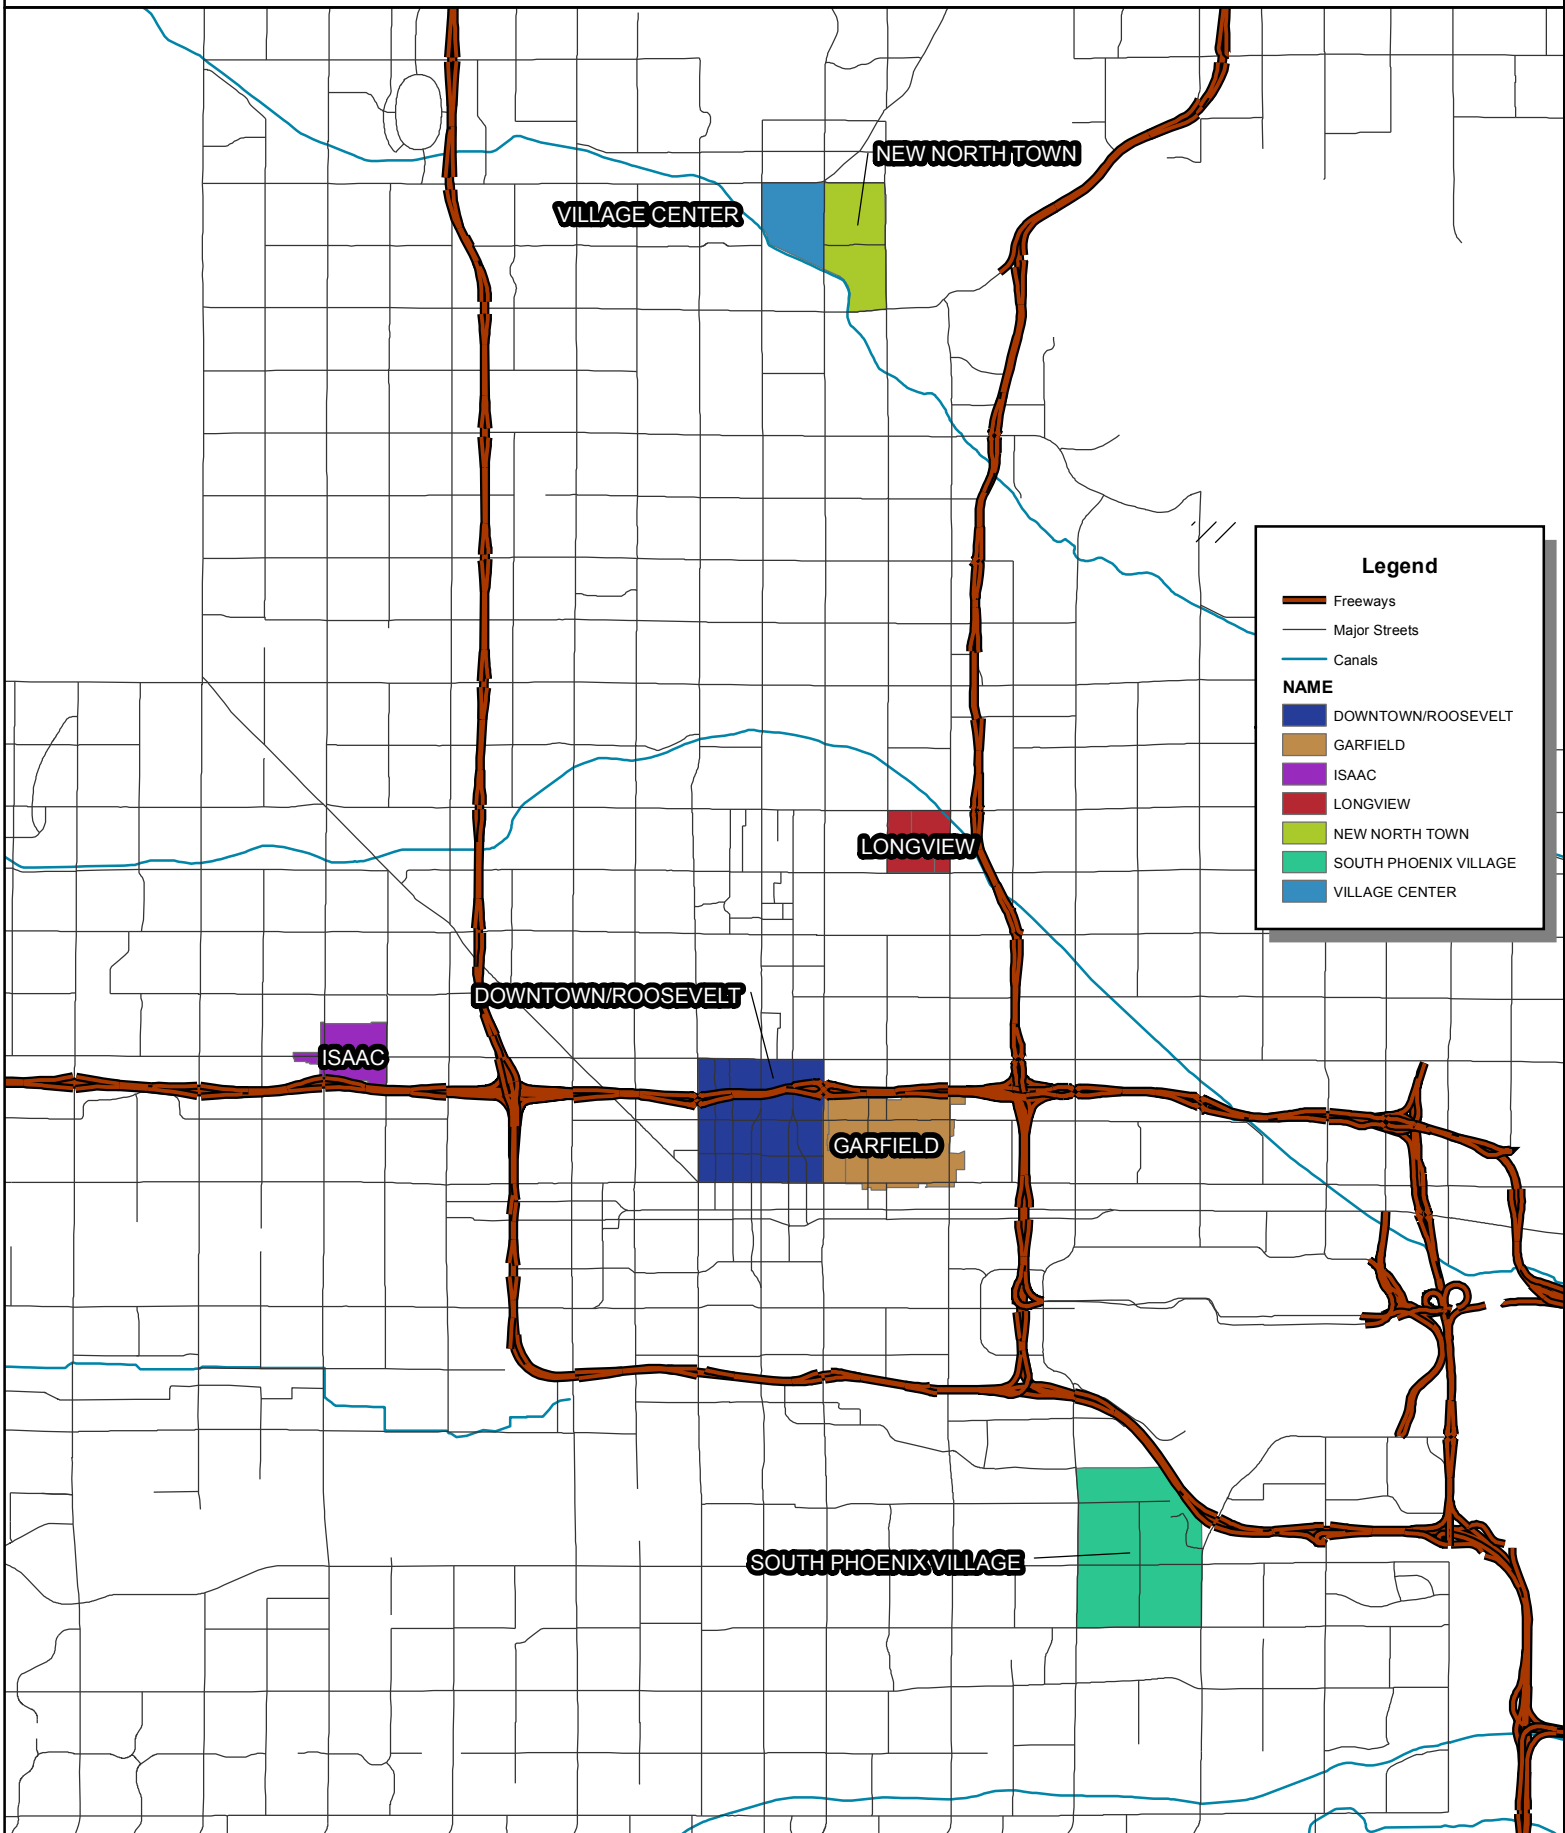 NEW NORTH TOWN
VILLAGE CENTER
Legend
Freeways
Major Streets
Canals
NAME
DOWNTOWN/ROOSEVELT
GARFIELD
ISAAC
LONGVIEW
NEW NORTH TOWN
SOUTH PHOENIX VILLAGE
VILLAGE CENTER
LONGVIEW
DOWNTOWN/ROOSEVELT
ISAAC
GARFIELD
SOUTH PHOENIX VILLAGE